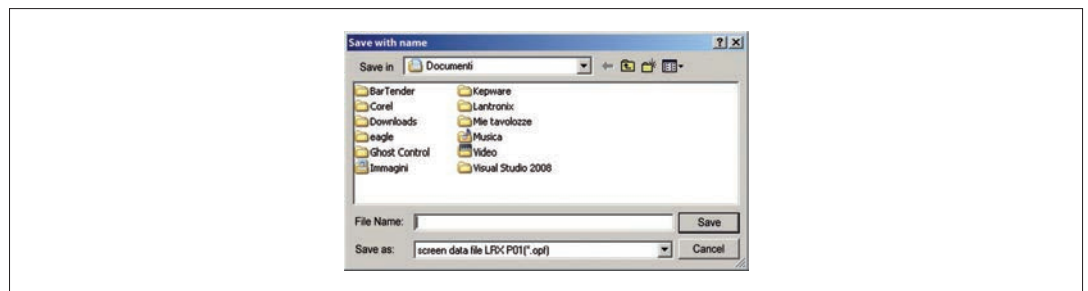 Save with name
Save in Documenti
BarTender Kepware
Corel Lantronix
Downloads Mie tavolozze
eagle Musica
Ghost Control Video
Immagini Visual Studio 2008
File Name: Save
Save as: screen data file LRX P01(*.opf) Cancel